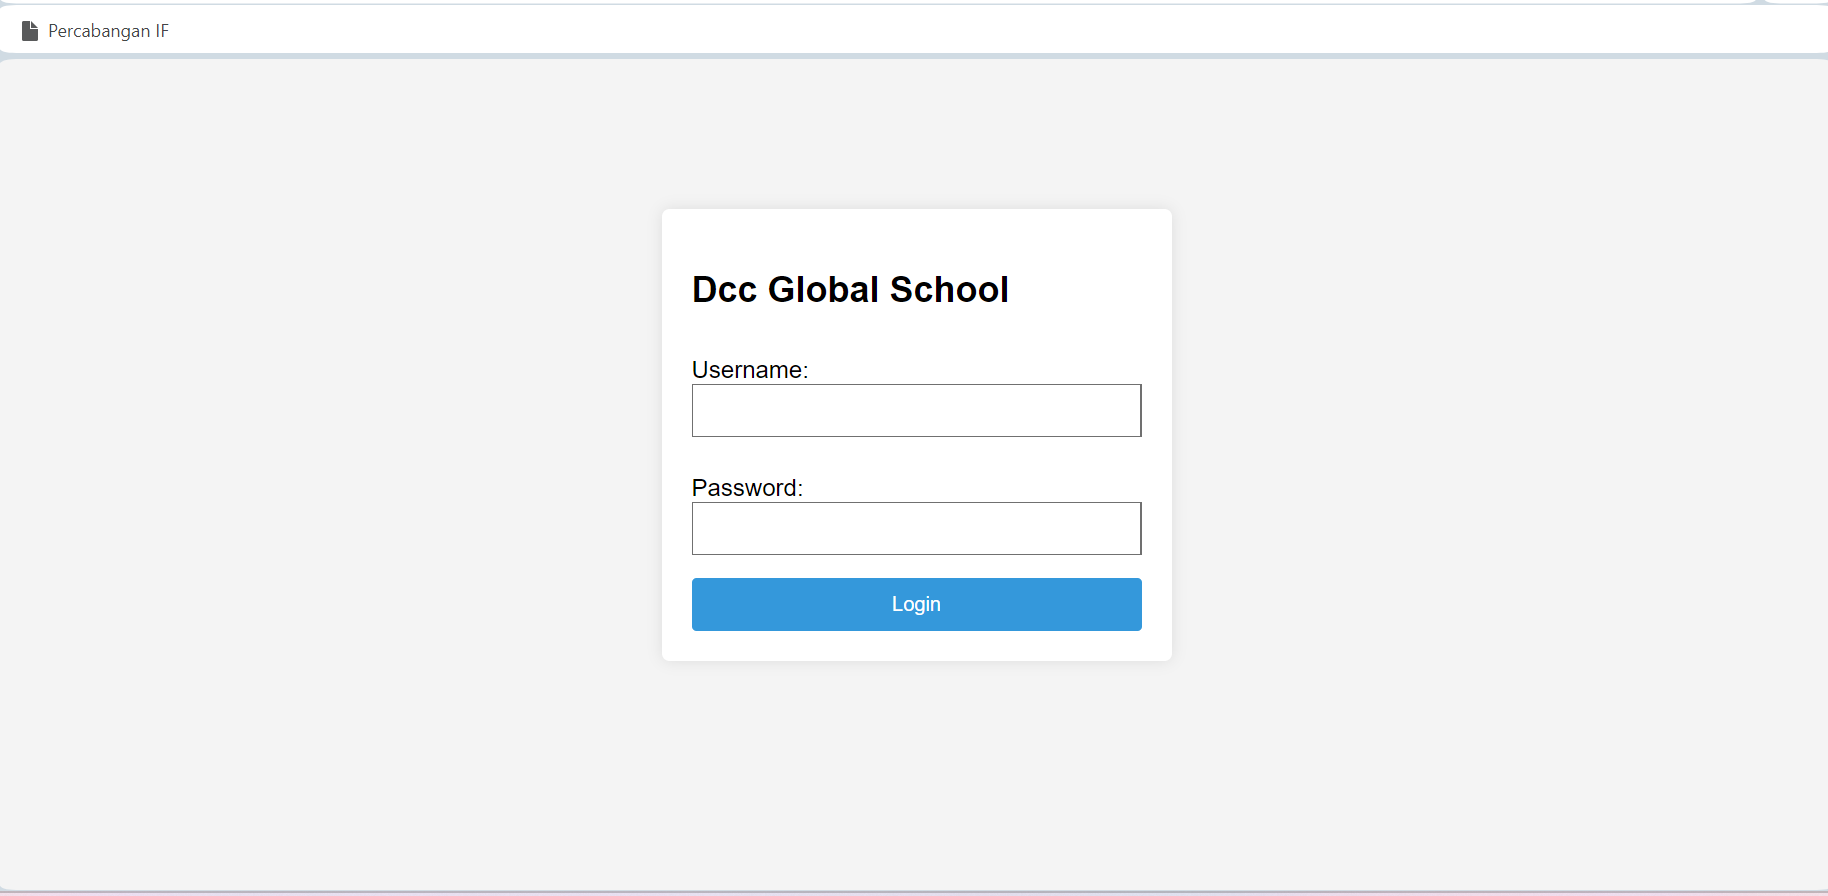 Percabangan IF
Dcc Global School
Username:
Password:
Login